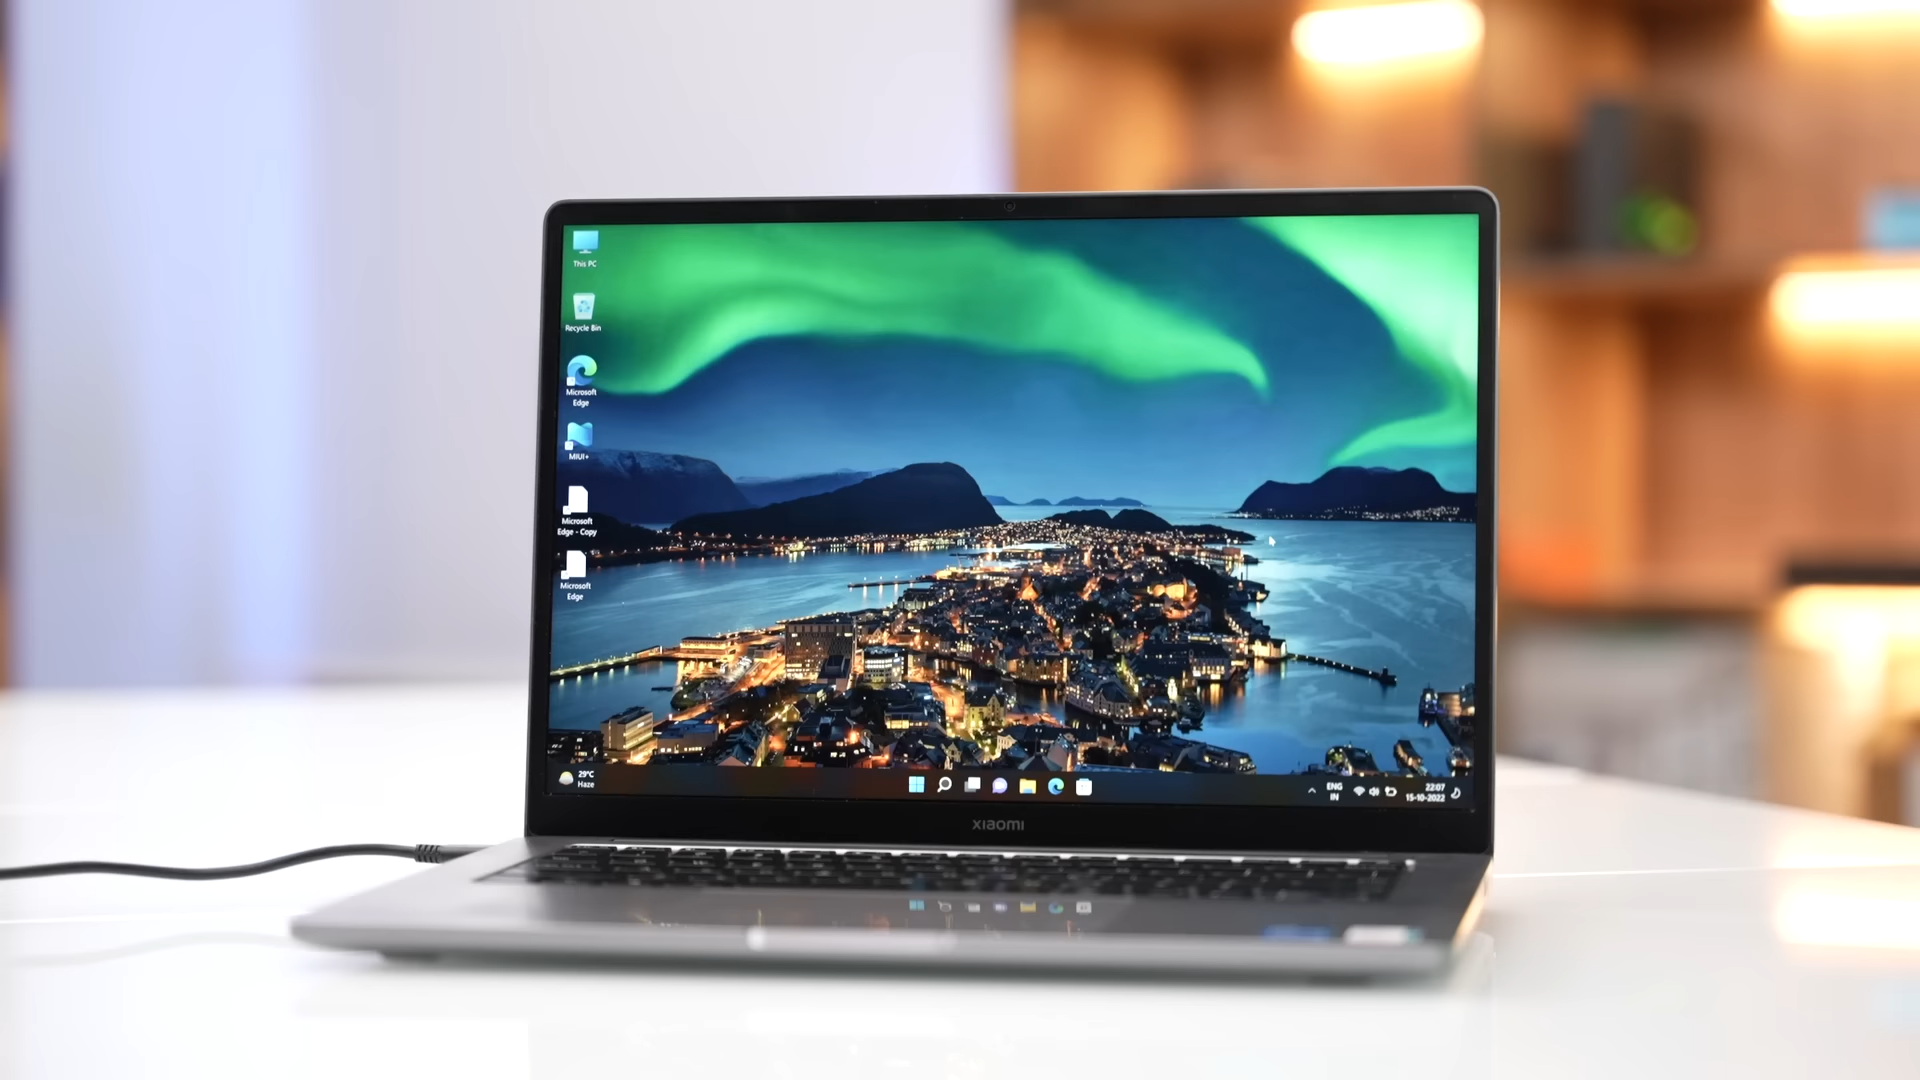 This PC
Recycle Bin
Microsoft
Edge
MIUI+
Microsoft
Edge - Copy
Microsoft
Edge
29°C
Haze
ENG
IN
22:07
15-10-2022
xiaomi